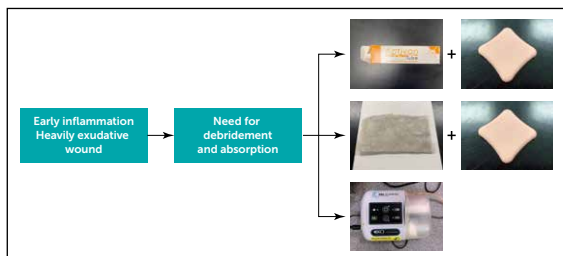 Early inflammation
Heavily exudative
wound
Need for
debridement
and absorption
+
+